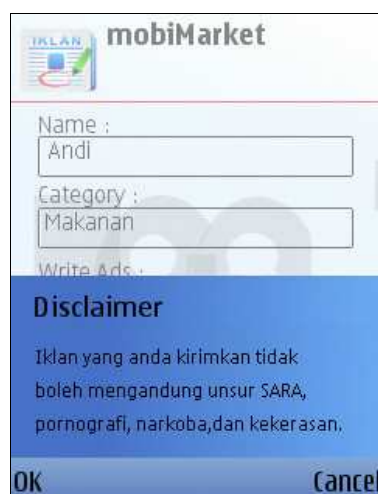 IKLAN
mobiMarket
Name :
Andi
Category :
Makanan
Write Ads :
Disclaimer
Iklan yang anda kirimkan tidak
boleh mengandung unsur SARA,
pornografi, narkoba,dan kekerasan.
OK
Cancel